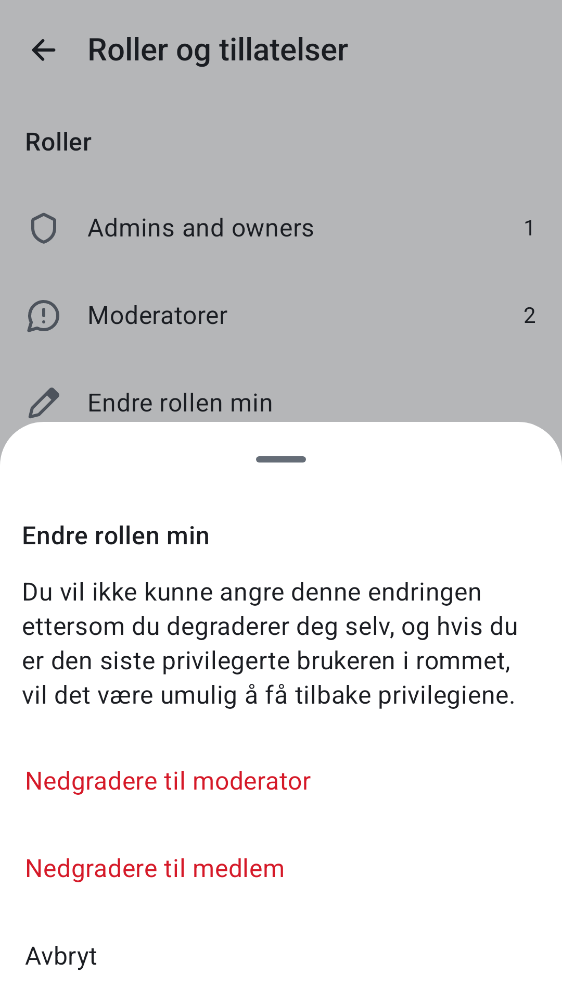 Roller og tillatelser
Roller
Admins and owners 1
Moderatorer 2
Endre rollen min
Endre rollen min
Du vil ikke kunne angre denne endringen
ettersom du degraderer deg selv, og hvis du
er den siste privilegerte brukeren i rommet,
vil det være umulig å få tilbake privilegiene.
Nedgradere til moderator
Nedgradere til medlem
Avbryt